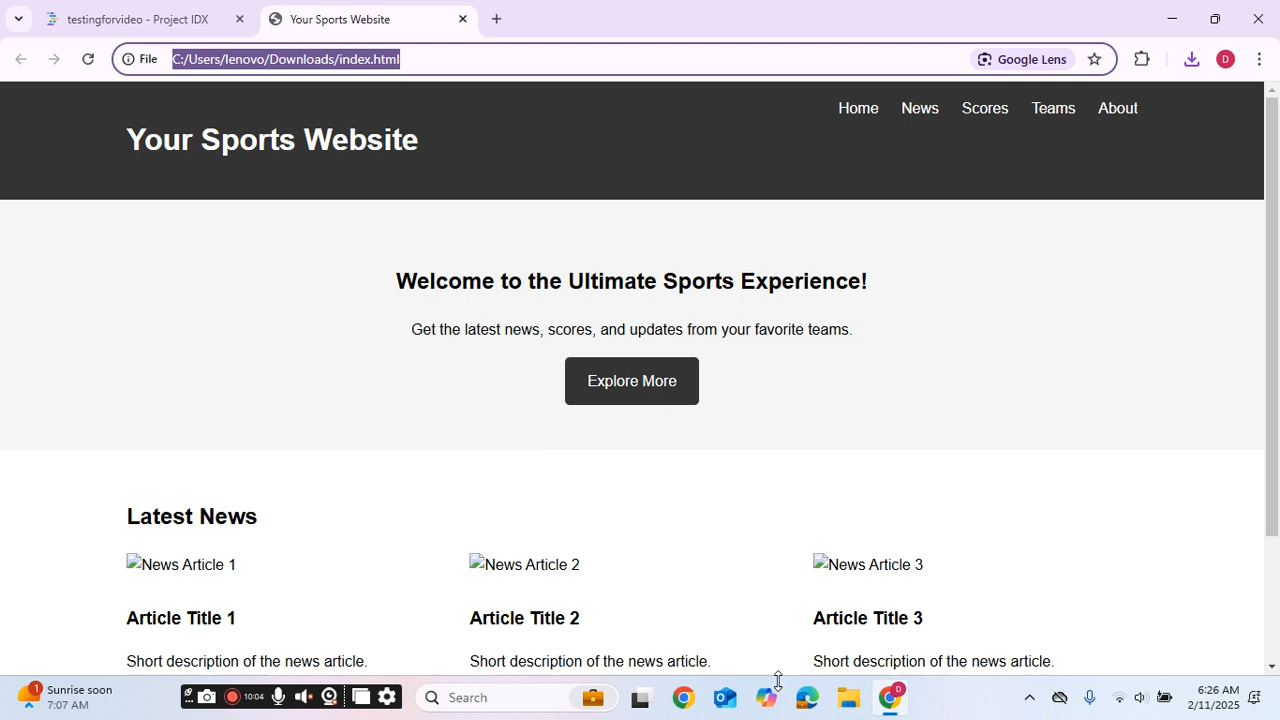 testingforvideo - Project IDX
Your Sports Website
File
C:/Users/lenovo/Downloads/index.html
Google Lens
D
Home News Scores Teams About
Your Sports Website
Welcome to the Ultimate Sports Experience!
Get the latest news, scores, and updates from your favorite teams.
Explore More
Latest News
News Article 1
News Article 2
News Article 3
Article Title 1
Article Title 2
Article Title 3
Short description of the news article.
Short description of the news article.
Short description of the news article.
1
Sunrise soon
7:07 AM
10:04
Search
D
6:26 AM
2/11/2025